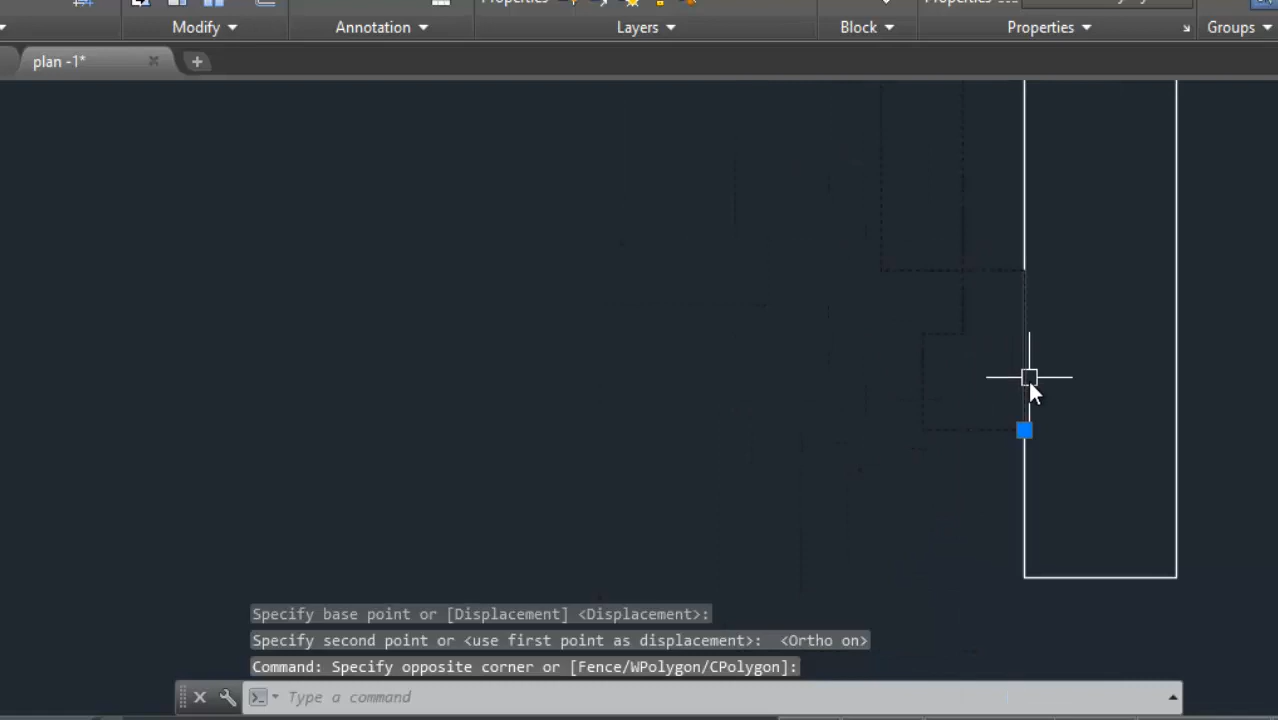 Modify
Annotation
Layers
Block
Properties
Groups
plan -1*
Specify base point or [Displacement] <Displacement>:
Specify second point or <use first point as displacement>:  <Ortho on>
Command: Specify opposite corner or [Fence/WPolygon/CPolygon]:
Type a command